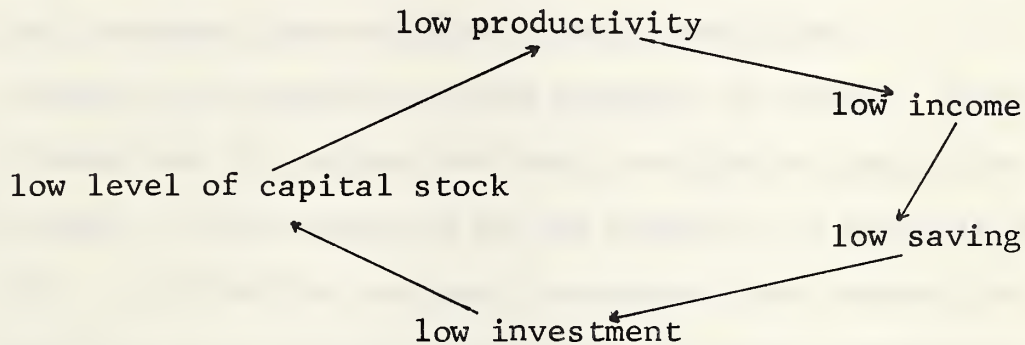 low productivity
low income
low level of capital stock
low saving
low investment